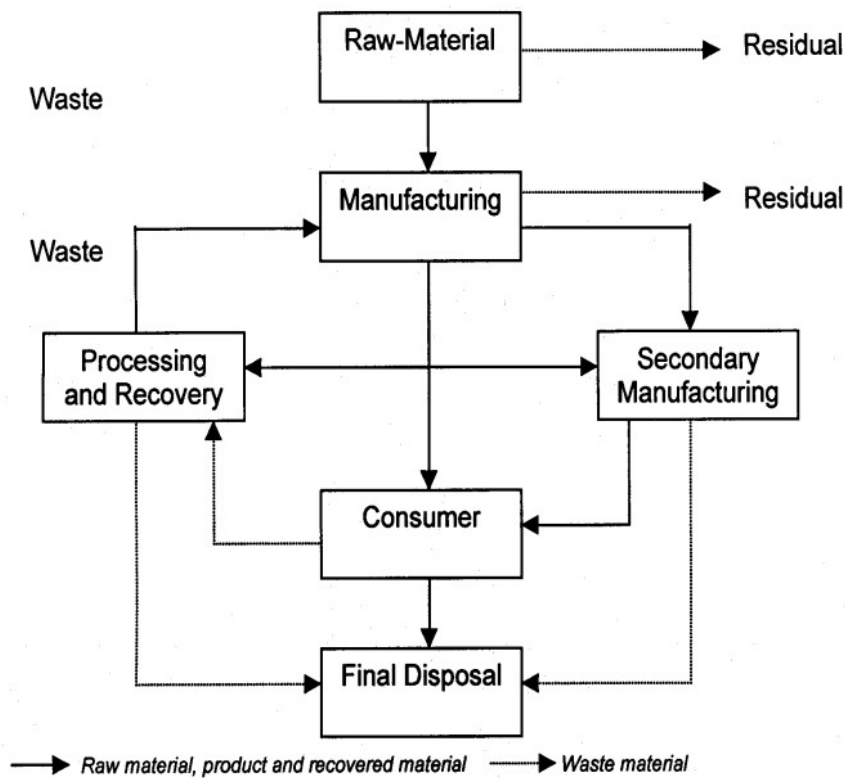 Raw-Material
Residual
Waste
Manufacturing
Residual
Waste
Processing
and Recovery
Secondary
Manufacturing
Consumer
Final Disposal
Raw material, product and recovered material
Waste material